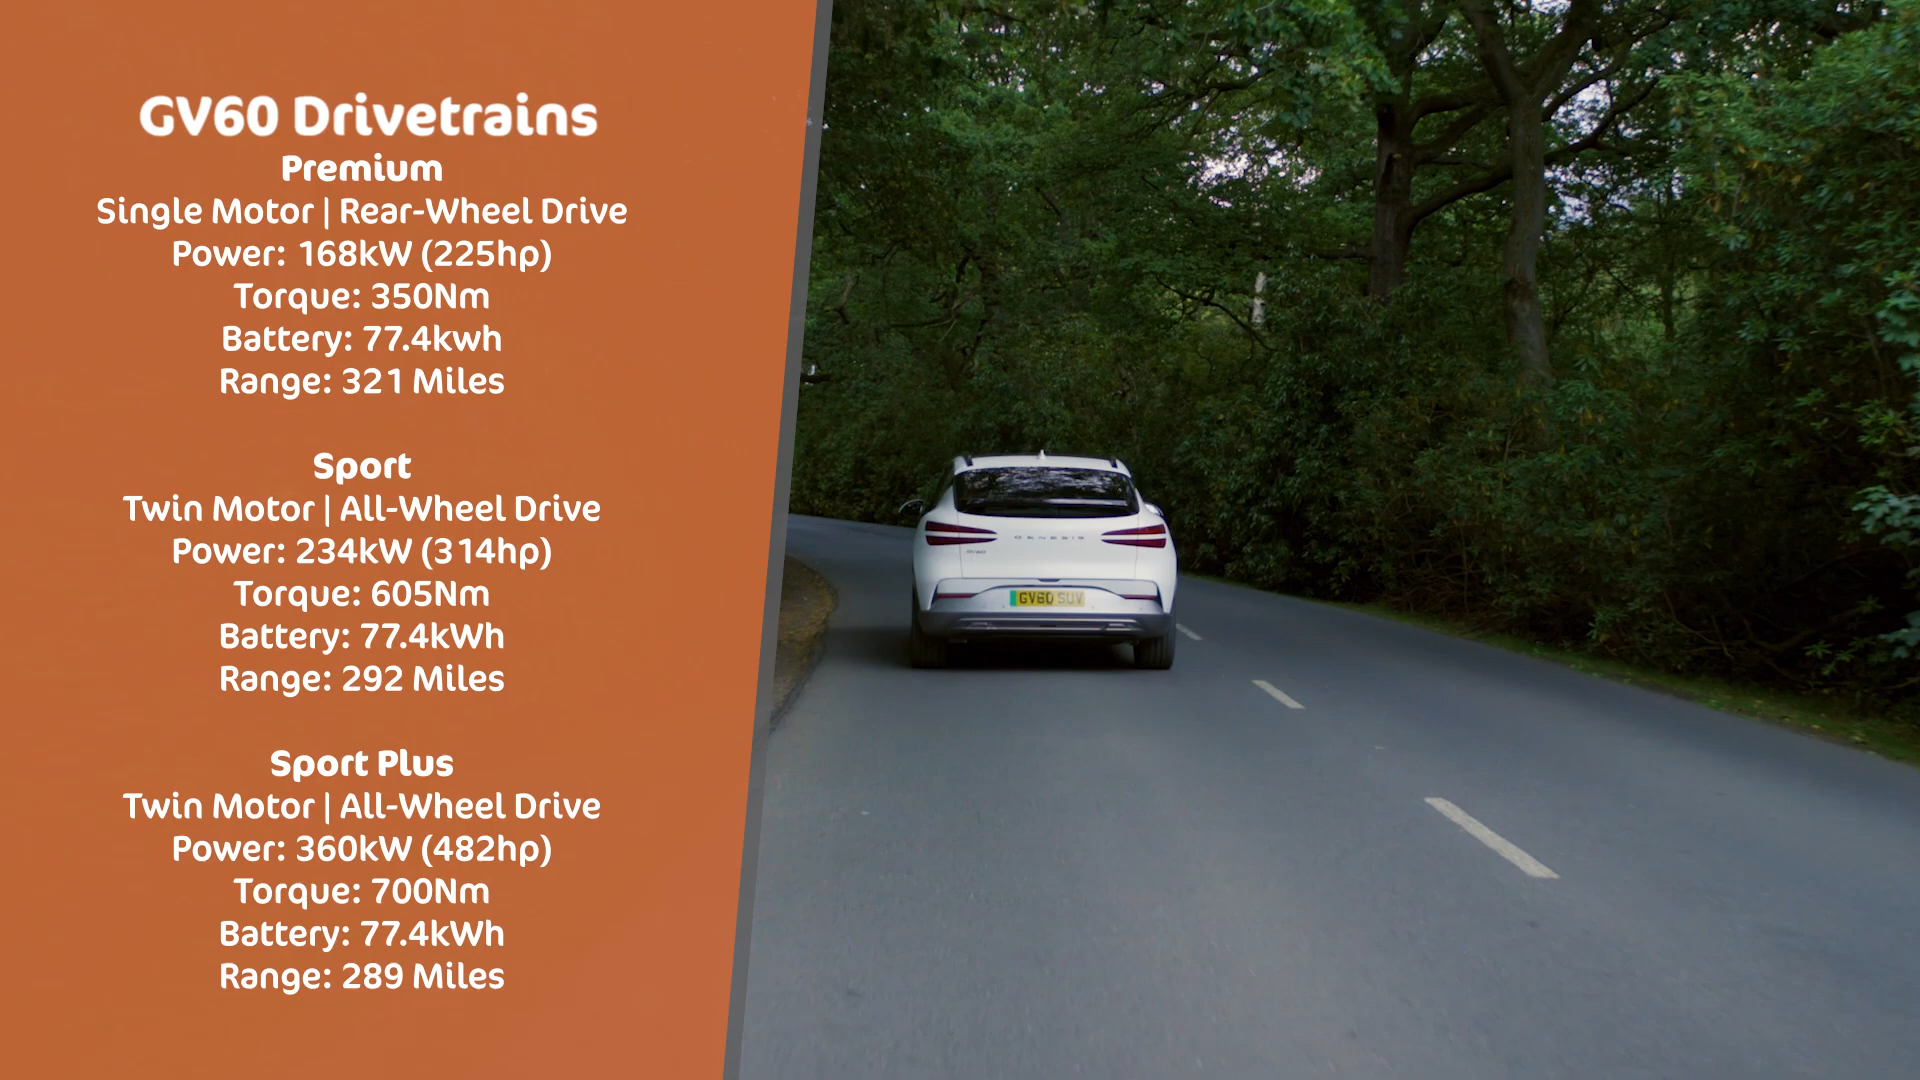 GV60 Drivetrains
Premium
Single Motor | Rear-Wheel Drive
Power: 168kW (225hp)
Torque: 350Nm
Battery: 77.4kwh
Range: 321 Miles
Sport
Twin Motor | All-Wheel Drive
Power: 234kW (314hp)
Torque: 605Nm
Battery: 77.4kWh
Range: 292 Miles
Sport Plus
Twin Motor | All-Wheel Drive
Power: 360kW (482hp)
Torque: 700Nm
Battery: 77.4kWh
Range: 289 Miles
GENESIS
GV60
GV60 SUV